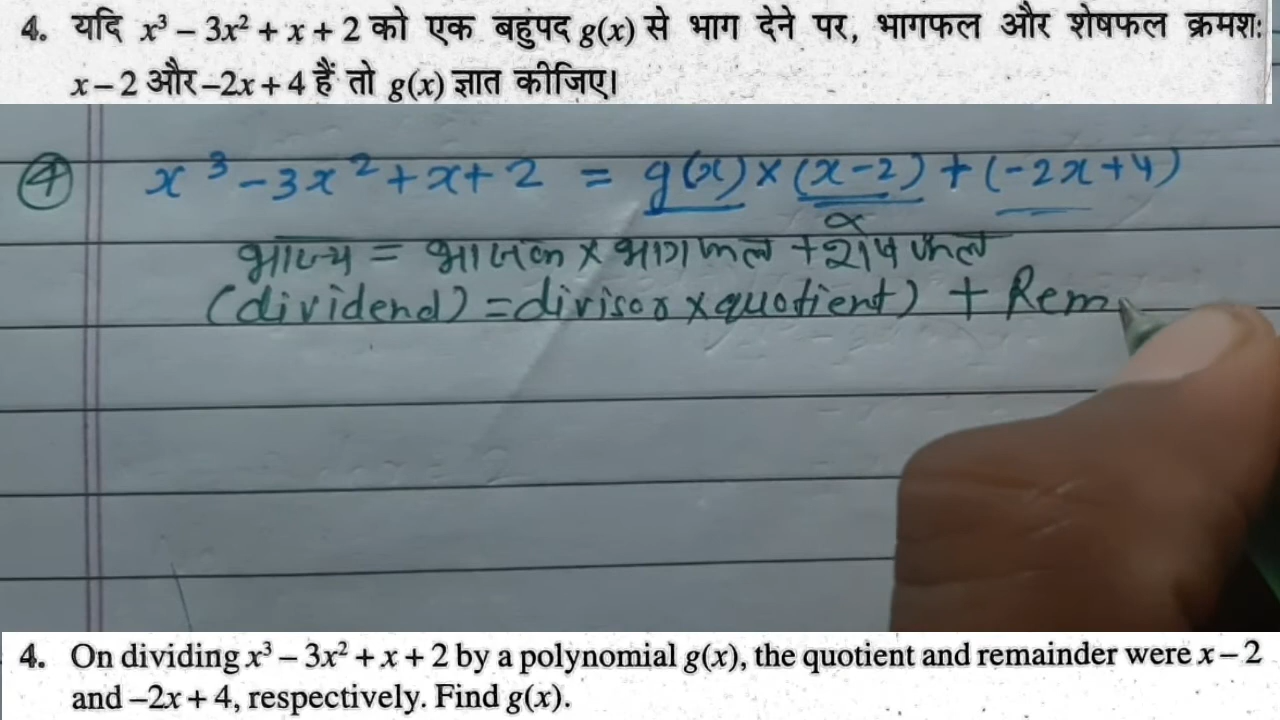 4. यदि x³ – 3x² + x + 2 को एक बहुपद g(x) से भाग देने पर, भागफल और शेषफल क्रमशः
x – 2 और –2x + 4 हैं तो g(x) ज्ञात कीजिए।
④ x³ – 3x² + x + 2 = g(x) × (x – 2) + (–2x + 4)
भाज्य = भाजक × भागफल + शेषफल
(dividend) = divisor × quotient) + Rem
4. On dividing x³ – 3x² + x + 2 by a polynomial g(x), the quotient and remainder were x – 2
and –2x + 4, respectively. Find g(x).